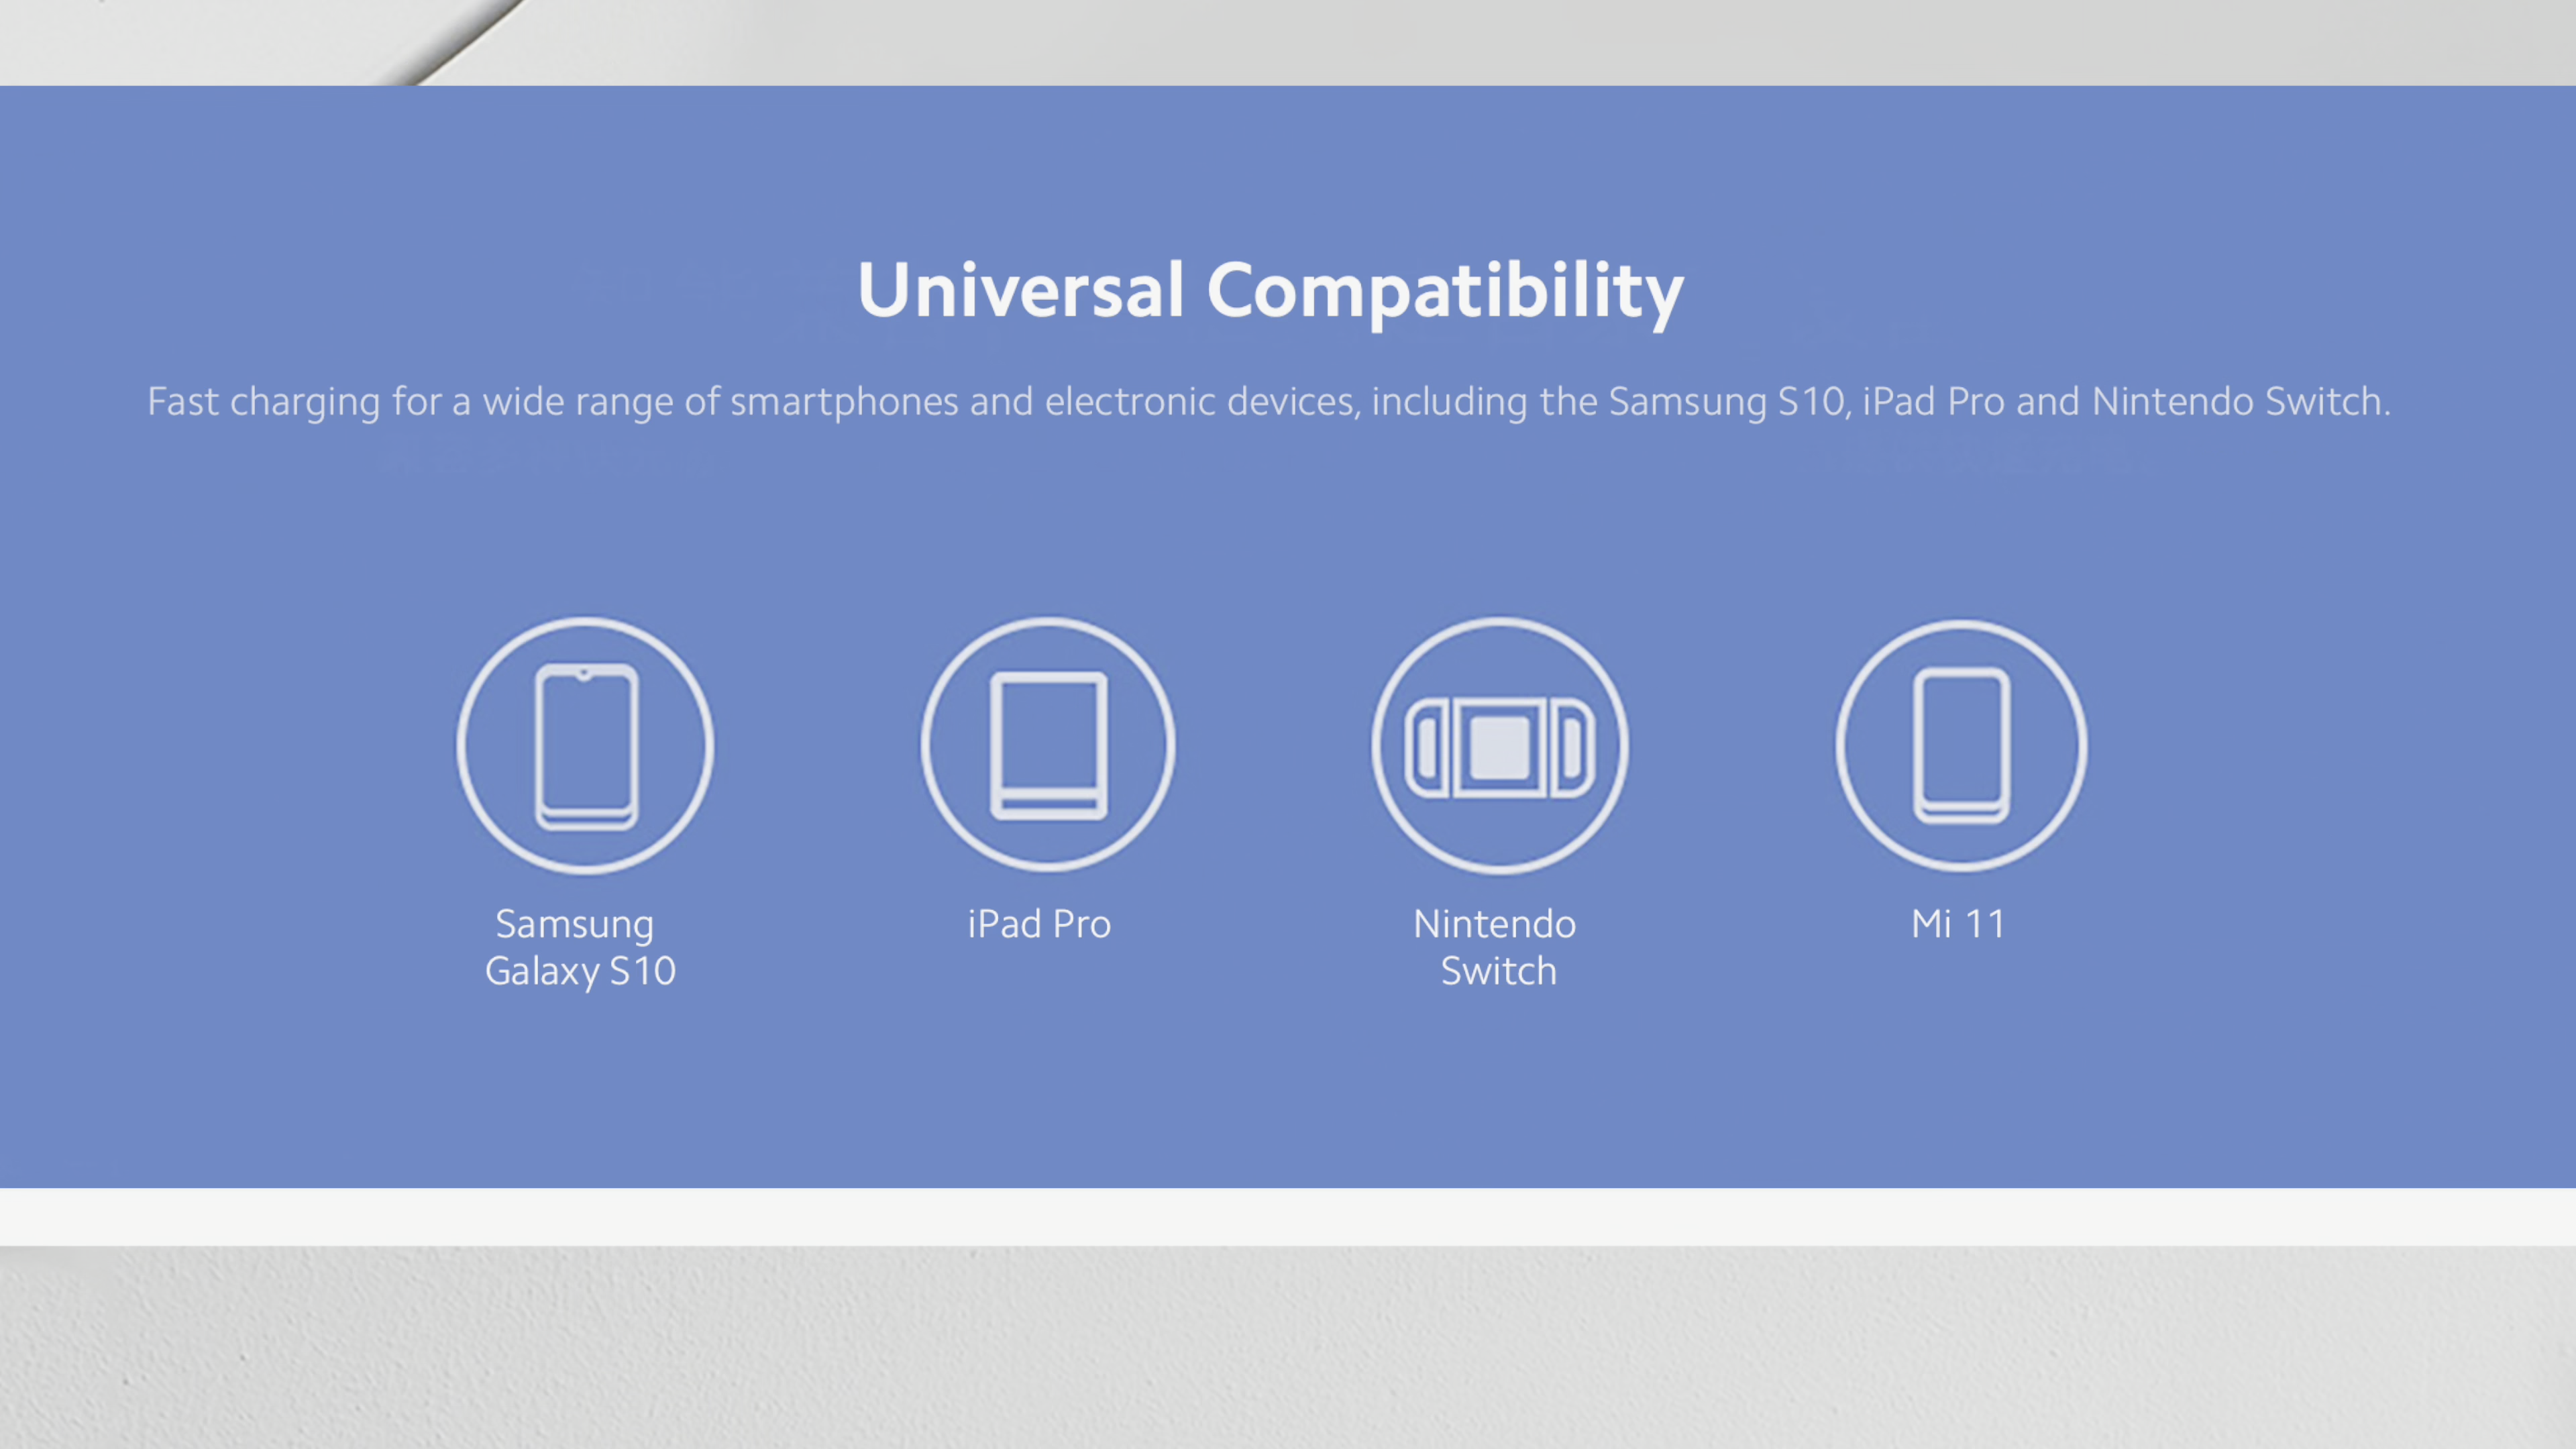 Universal Compatibility
Fast charging for a wide range of smartphones and electronic devices, including the Samsung S10, iPad Pro and Nintendo Switch.
Samsung
Galaxy S10
iPad Pro
Nintendo
Switch
Mi 11